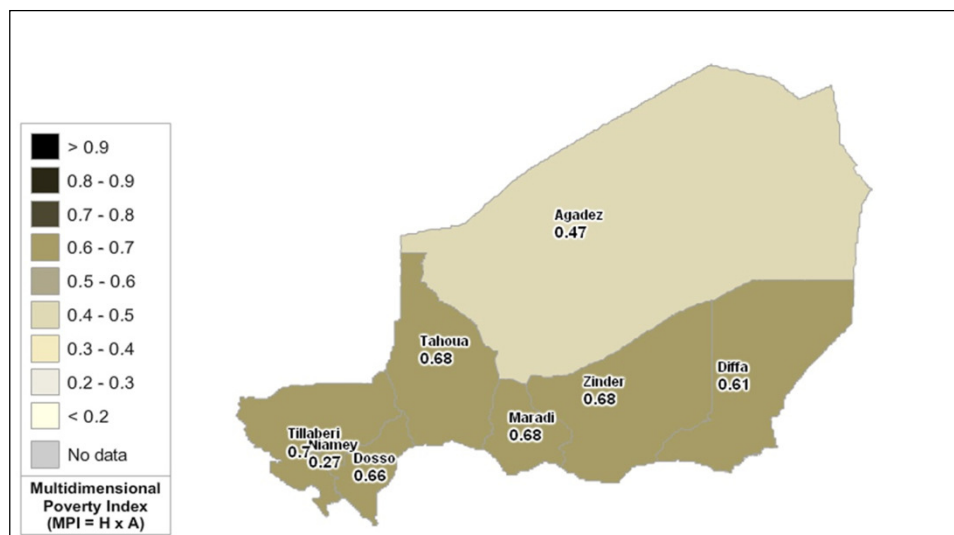 > 0.9
0.8 - 0.9
0.7 - 0.8
0.6 - 0.7
0.5 - 0.6
0.4 - 0.5
0.3 - 0.4
0.2 - 0.3
< 0.2
No data
Multidimensional
Poverty Index
(MPI = H x A)
Agadez
0.47
Tahoua
0.68
Zinder
0.68
Diffa
0.61
Maradi
0.68
Tillaberi
0.7
Niamey
0.27
Dosso
0.66